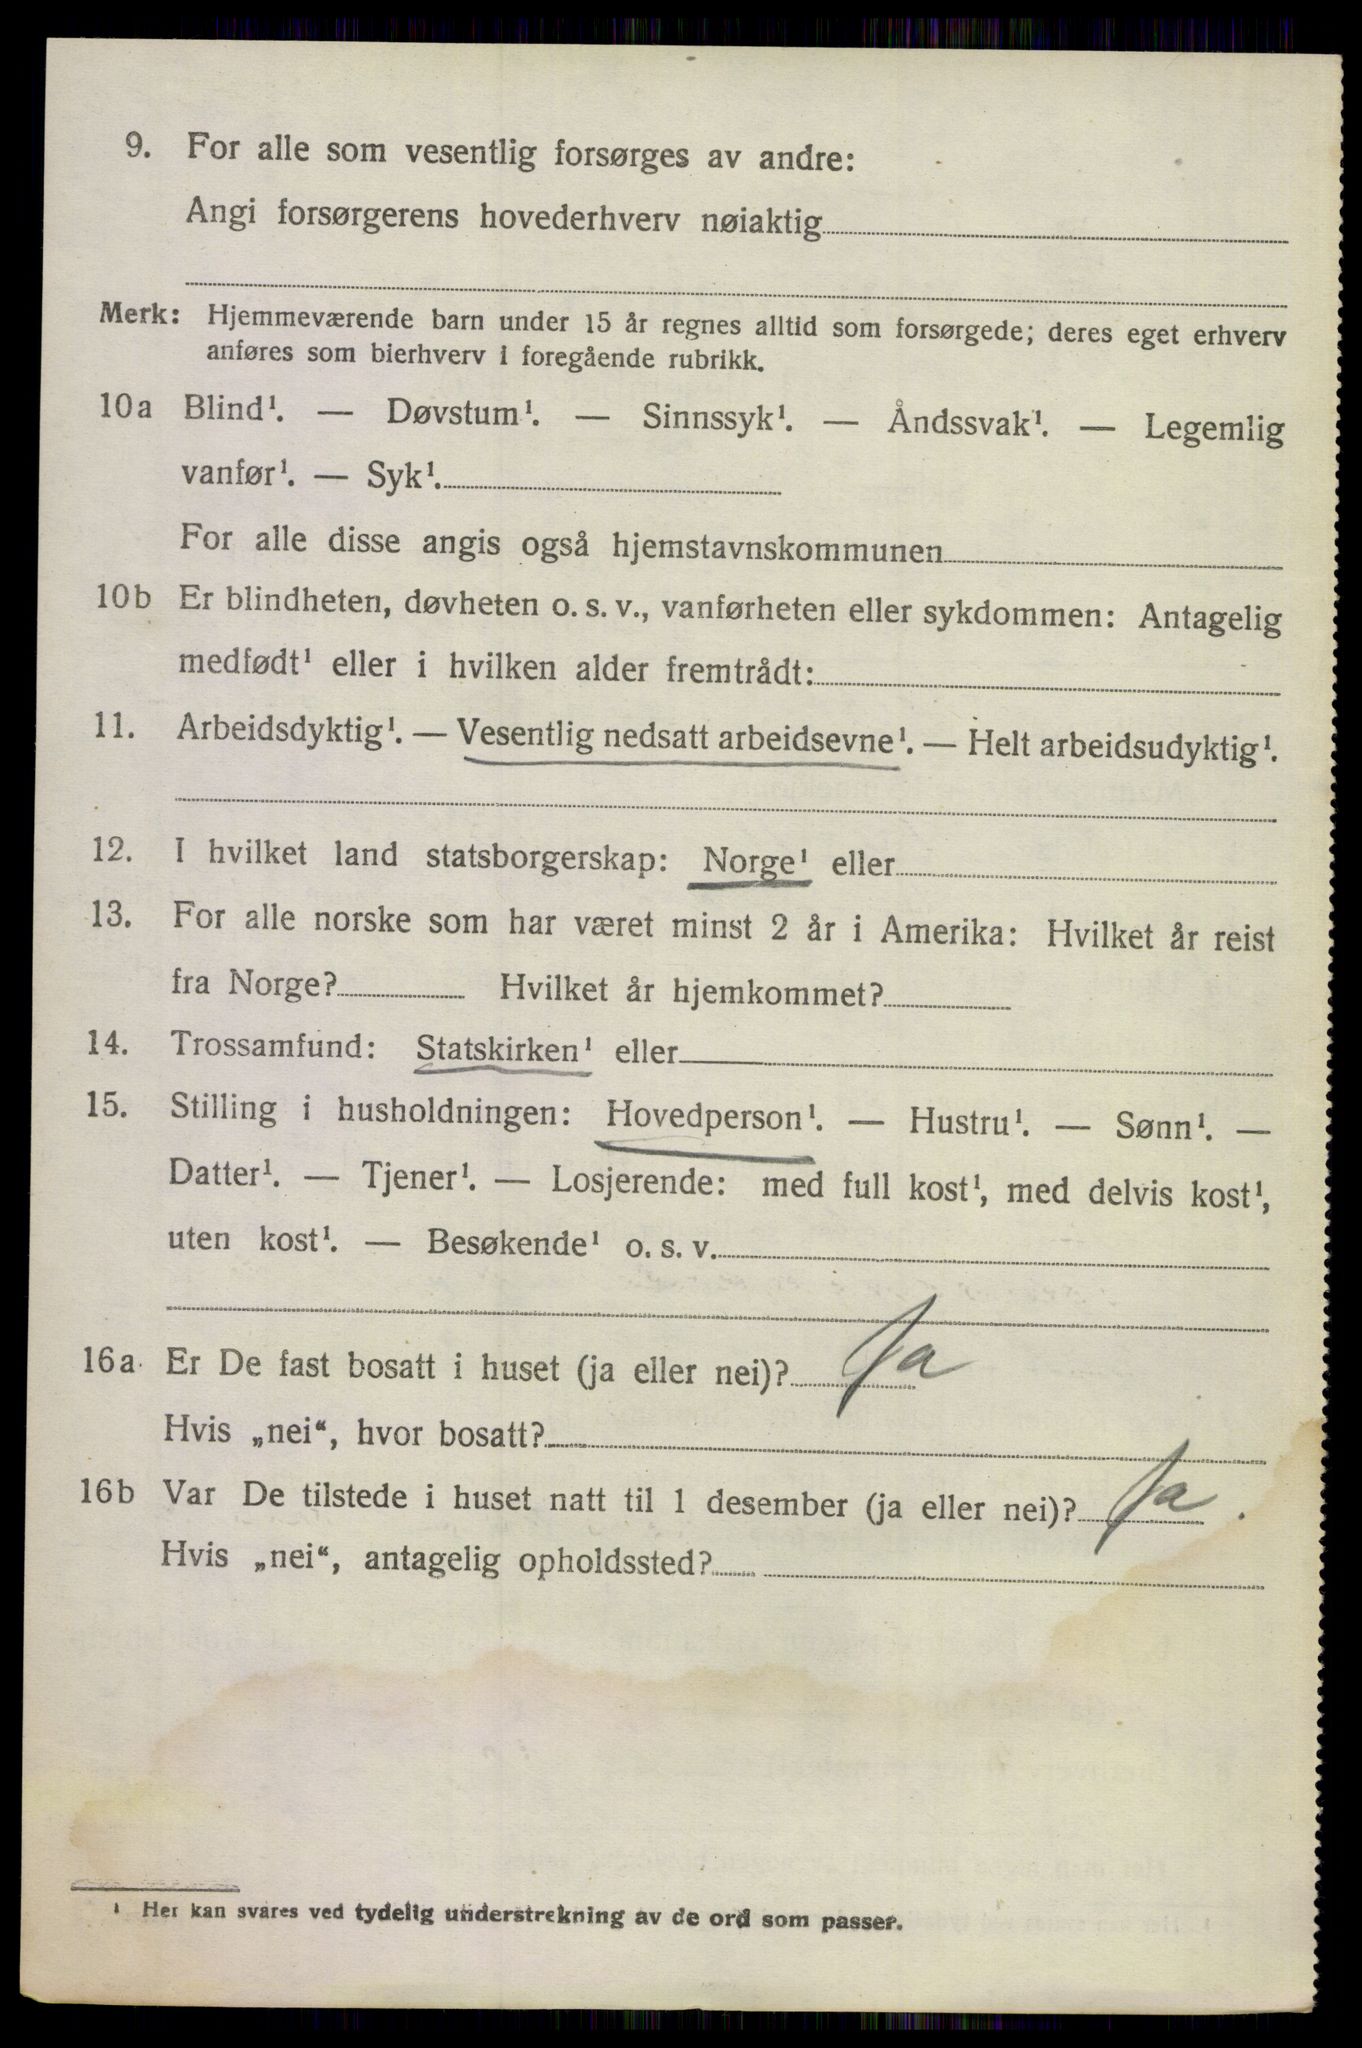 9. For alle som vesentlig forsørges av andre:
Angi forsørgerens hovederhverv nøiaktig
Merk: Hjemmeværende barn under 15 år regnes alltid som forsørgede; deres eget erhverv
anføres som bierhverv i foregående rubrikk.
10a Blind¹. — Døvstum¹. — Sinnssyk¹. — Åndssvak¹. — Legemlig
vanfør¹. — Syk¹.
For alle disse angis også hjemstavnskommunen
10b Er blindheten, døvheten o. s. v., vanførheten eller sykdommen: Antagelig
medfødt¹ eller i hvilken alder fremtrådt:
11. Arbeidsdyktig¹. — Vesentlig nedsatt arbeidsevne¹. — Helt arbeidsudyktig¹.
12. I hvilket land statsborgerskap: Norge¹ eller
13. For alle norske som har været minst 2 år i Amerika: Hvilket år reist
fra Norge? Hvilket år hjemkommet?
14. Trossamfund: Statskirken¹ eller
15. Stilling i husholdningen: Hovedperson¹. — Hustru¹. — Sønn¹. —
Datter¹. — Tjener¹. — Losjerende: med full kost¹, med delvis kost¹,
uten kost¹. — Besøkende¹ o. s. v.
16a Er De fast bosatt i huset (ja eller nei)? Ja
Hvis „nei“, hvor bosatt?
16b Var De tilstede i huset natt til 1 desember (ja eller nei)? Ja.
Hvis „nei“, antagelig opholdssted?
¹ Her kan svares ved tydelig understrekning av de ord som passer.